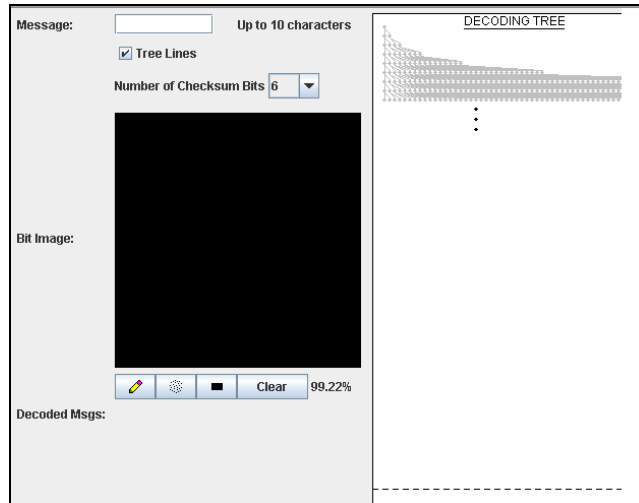 Message: Up to 10 characters
Tree Lines
Number of Checksum Bits 6
Bit Image:
Clear 99.22%
Decoded Msgs:
DECODING TREE